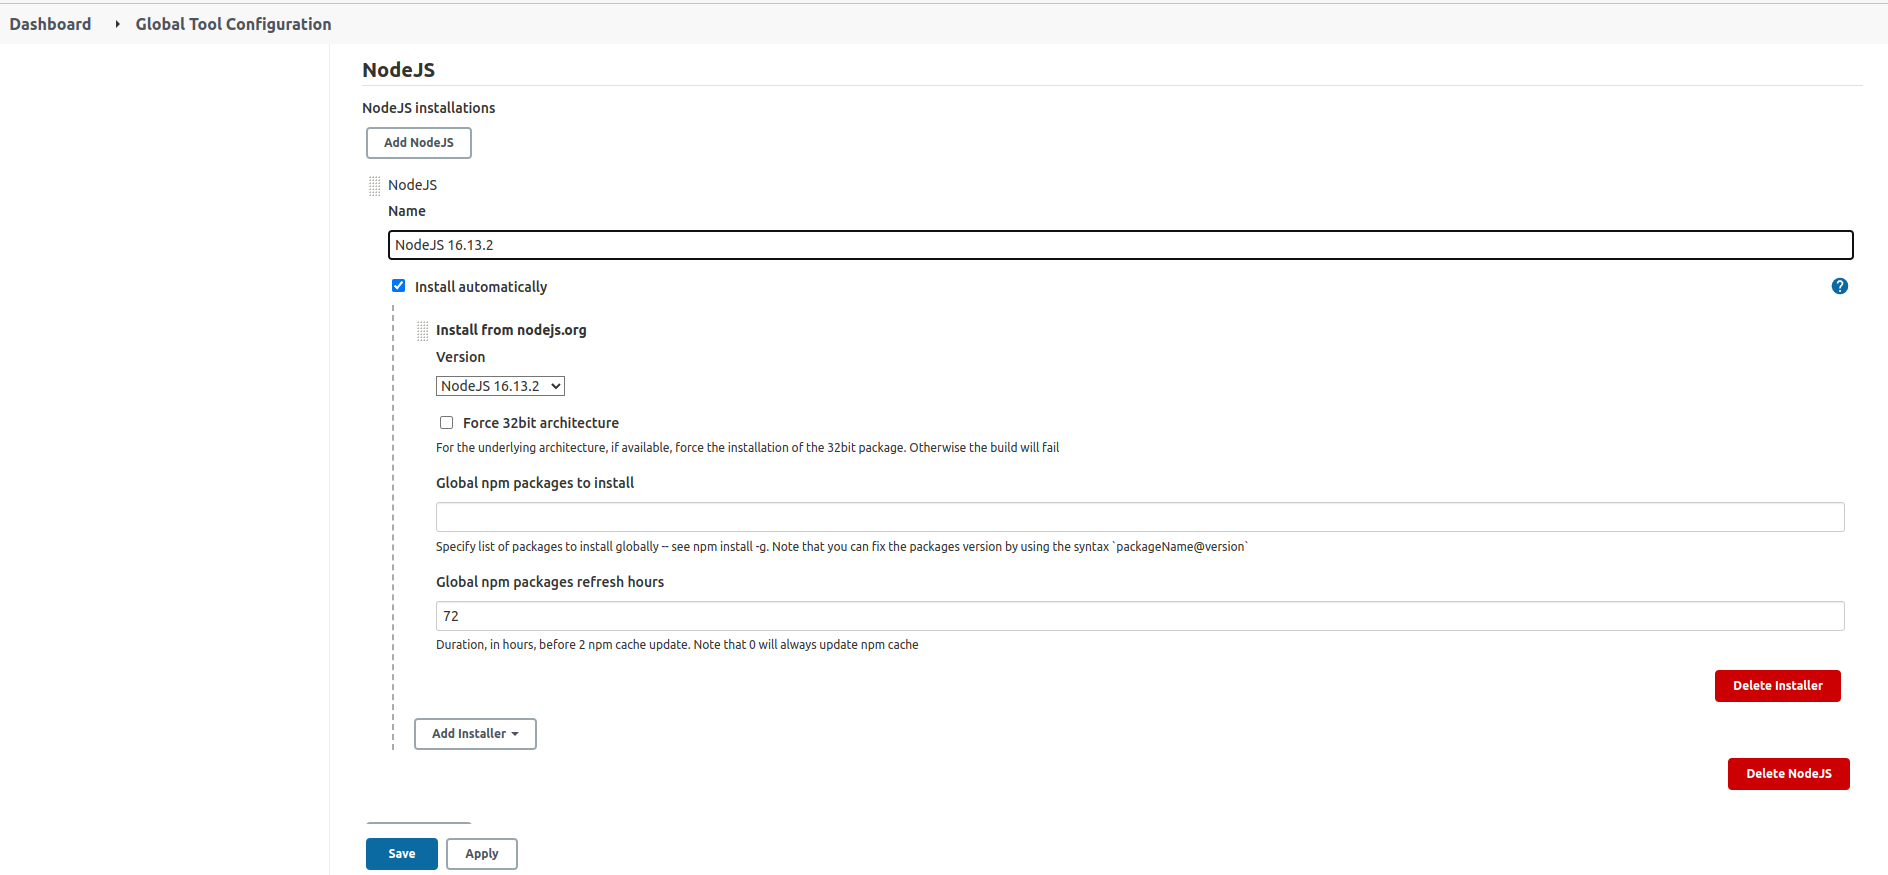 Dashboard
Global Tool Configuration
NodeJS
NodeJS installations
Add NodeJS
NodeJS
Name
NodeJS 16.13.2
Install automatically
?
Install from nodejs.org
Version
NodeJS 16.13.2
Force 32bit architecture
For the underlying architecture, if available, force the installation of the 32bit package. Otherwise the build will fail
Global npm packages to install
Specify list of packages to install globally -- see npm install -g. Note that you can fix the packages version by using the syntax `packageName@version`
Global npm packages refresh hours
72
Duration, in hours, before 2 npm cache update. Note that 0 will always update npm cache
Delete Installer
Add Installer
Delete NodeJS
Save
Apply